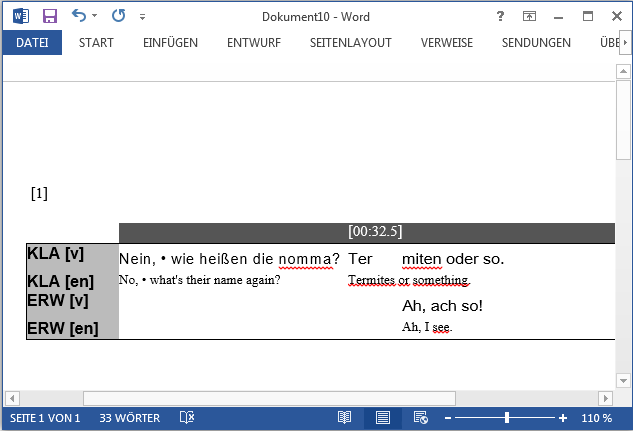 Dokument10 - Word
DATEI START EINFÜGEN ENTWURF SEITENLAYOUT VERWEISE SENDUNGEN ÜBE
[1]
[00:32.5]
KLA [v] Nein, • wie heißen die nomma? Ter miten oder so.
KLA [en] No, • what's their name again? Termites or something.
ERW [v] Ah, ach so!
ERW [en] Ah, I see.
SEITE 1 VON 1 33 WÖRTER 110 %